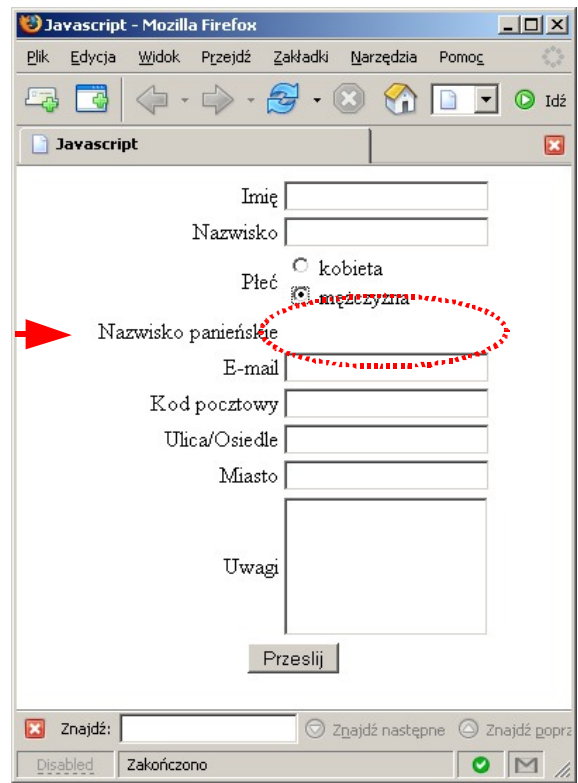 Javascript - Mozilla Firefox
Plik Edycja Widok Przejdź Zakładki Narzędzia Pomoc
Idź
Javascript
Imię
Nazwisko
Płeć
kobieta
mężczyzna
Nazwisko panieńskie
E-mail
Kod pocztowy
Ulica/Osiedle
Miasto
Uwagi
Przeslij
Znajdź: Znajdź następne Znajdź poprz
Disabled Zakończono